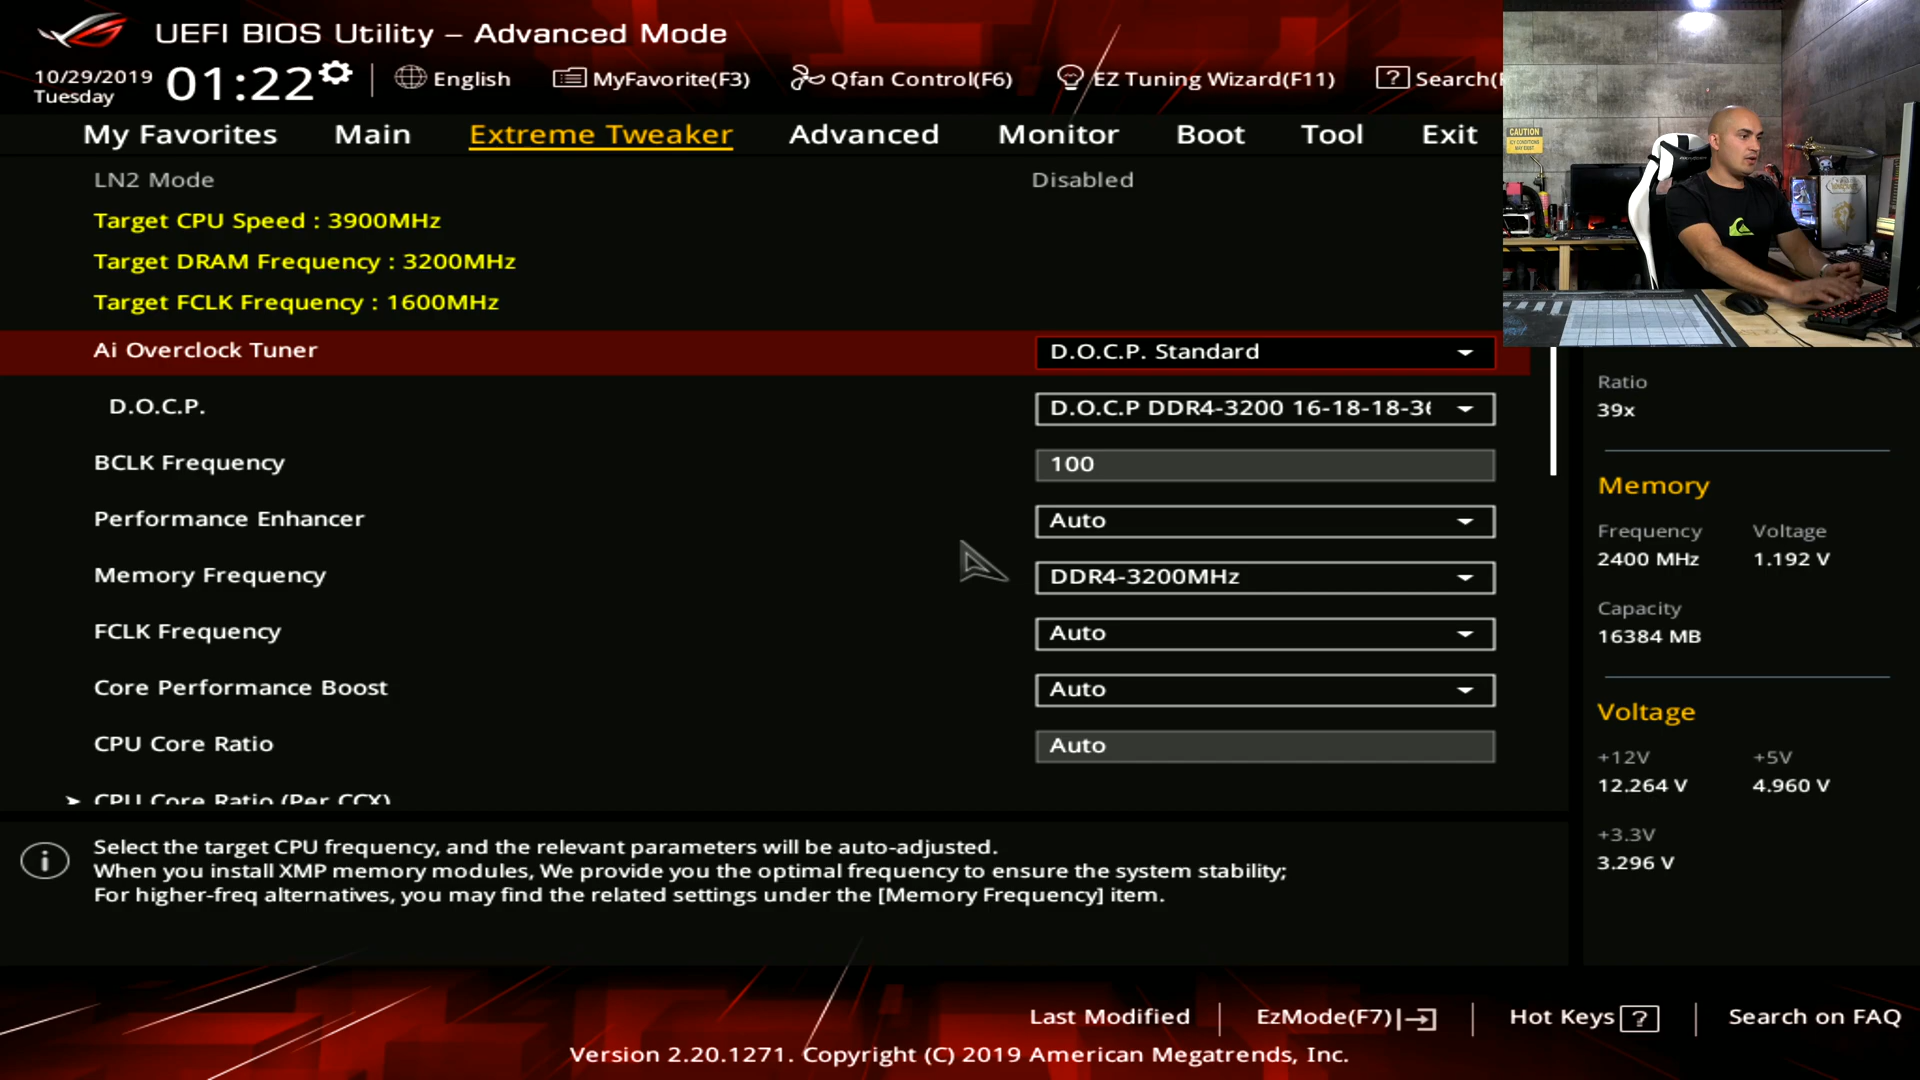 UEFI BIOS Utility – Advanced Mode
10/29/2019
Tuesday
01:22
English
MyFavorite(F3)
Qfan Control(F6)
EZ Tuning Wizard(F11)
Search(
My Favorites
Main
Extreme Tweaker
Advanced
Monitor
Boot
Tool
Exit
CAUTION
LN2 Mode
Disabled
Target CPU Speed : 3900MHz
Target DRAM Frequency : 3200MHz
Target FCLK Frequency : 1600MHz
Ai Overclock Tuner
D.O.C.P. Standard
D.O.C.P.
D.O.C.P DDR4-3200 16-18-18-3
BCLK Frequency
100
Performance Enhancer
Auto
Memory Frequency
DDR4-3200MHz
FCLK Frequency
Auto
Core Performance Boost
Auto
CPU Core Ratio
Auto
CPU Core Ratio (Per CCX)
Ratio
39x
Memory
Frequency
Voltage
2400 MHz
1.192 V
Capacity
16384 MB
Voltage
+12V
+5V
12.264 V
4.960 V
+3.3V
3.296 V
Select the target CPU frequency, and the relevant parameters will be auto-adjusted.
When you install XMP memory modules, We provide you the optimal frequency to ensure the system stability;
For higher-freq alternatives, you may find the related settings under the [Memory Frequency] item.
Last Modified
EzMode(F7)
Hot Keys ?
Search on FAQ
Version 2.20.1271. Copyright (C) 2019 American Megatrends, Inc.